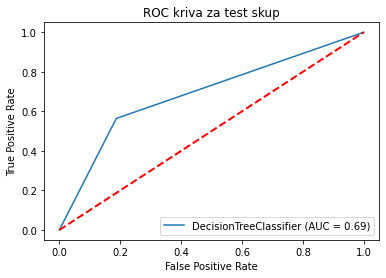 ROC kriva za test skup
True Positive Rate
1.0
0.8
0.6
0.4
0.2
0.0
DecisionTreeClassifier (AUC = 0.69)
0.0 0.2 0.4 0.6 0.8 1.0
False Positive Rate